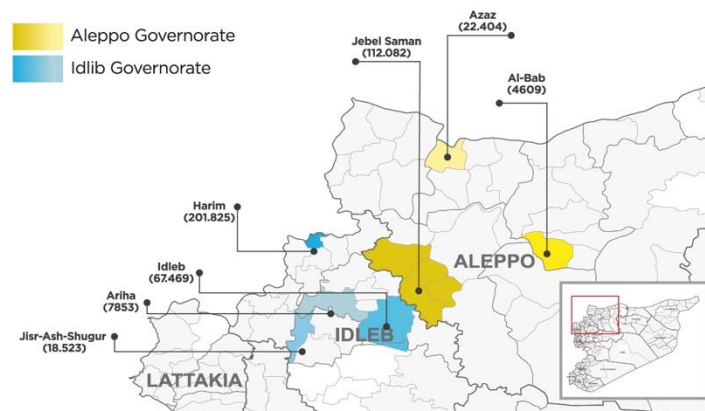 Aleppo Governorate
Idlib Governorate
Azaz
(22.404)
Jebel Saman
(112.082)
Al-Bab
(4609)
Harim
(201.825)
Idleb
(67.469)
Ariha
(7853)
Jisr-Ash-Shugur
(18.523)
ALEPPO
IDLEB
LATTAKIA